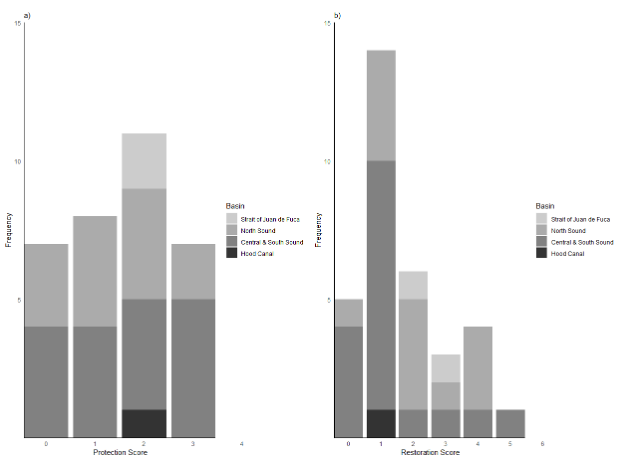 a)
15
10
5
Frequency
0 1 2 3 4
Protection Score
Basin
Strait of Juan de Fuca
North Sound
Central & South Sound
Hood Canal
b)
15
10
5
Frequency
0 1 2 3 4 5 6
Restoration Score
Basin
Strait of Juan de Fuca
North Sound
Central & South Sound
Hood Canal